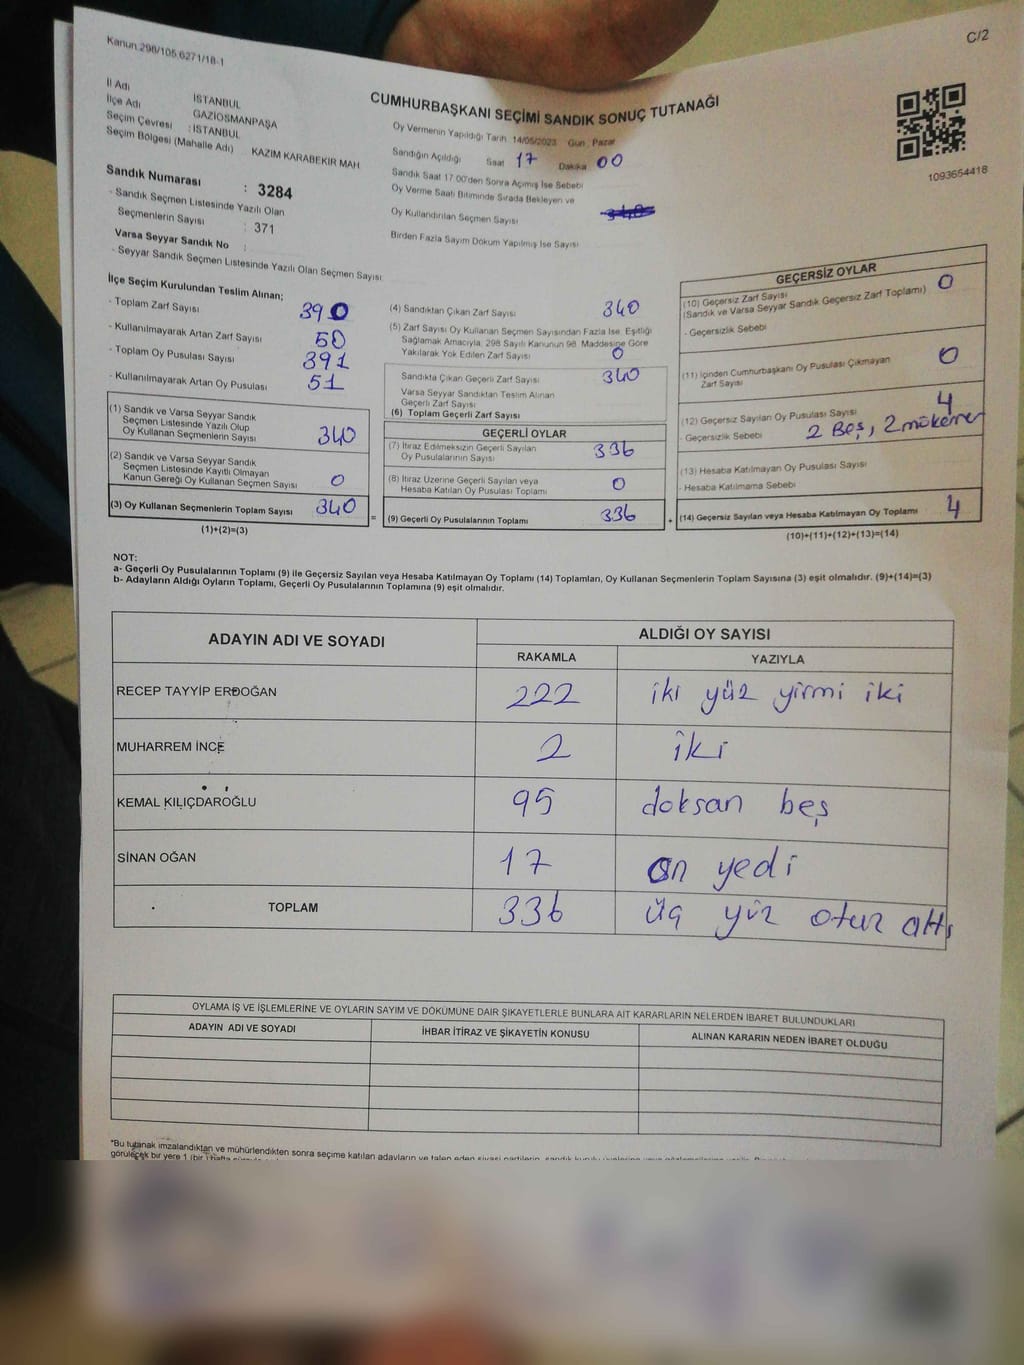 Kanun.298/105,6271/18-1
C/2
İl Adı : İSTANBUL
İlçe Adı GAZİOSMANPAŞA
Seçim Çevresi : İSTANBUL
Seçim Bölgesi (Mahalle Adı) KAZIM KARABEKİR MAH
Sandık Numarası : 3284
- Sandık Seçmen Listesinde Yazılı Olan
Seçmenlerin Sayısı : 371
Varsa Seyyar Sandık No :
- Seyyar Sandık Seçmen Listesinde Yazılı Olan Seçmen Sayısı
CUMHURBAŞKANI SEÇİMİ SANDIK SONUÇ TUTANAĞI
Oy Vermenin Yapıldığı Tarih 14/05/2023 Gün : Pazar
Sandığın Açıldığı Saat 17 Dakika 00
Sandık Saat 17:00'den Sonra Açılmış İse Sebebi
Oy Verme Saati Bitiminde Sırada Bekleyen ve
Oy Kullandırılan Seçmen Sayısı
Birden Fazla Sayım Döküm Yapılmış İse Sayısı
1093654418
İlçe Seçim Kurulundan Teslim Alınan;
- Toplam Zarf Sayısı 390
- Kullanılmayarak Artan Zarf Sayısı 50
- Toplam Oy Pusulası Sayısı 391
- Kullanılmayarak Artan Oy Pusulası 51
(1) Sandık ve Varsa Seyyar Sandık
Seçmen Listesinde Yazılı Olup
Oy Kullanan Seçmenlerin Sayısı 340
(2) Sandık ve Varsa Seyyar Sandık
Seçmen Listesinde Kayıtlı Olmayan
Kanun Gereği Oy Kullanan Seçmen Sayısı 0
(3) Oy Kullanan Seçmenlerin Toplam Sayısı 340
(1)+(2)=(3)
(4) Sandıktan Çıkan Zarf Sayısı 340
(5) Zarf Sayısı Oy Kullanan Seçmen Sayısından Fazla İse, Eşitliği
Sağlamak Amacıyla, 298 Sayılı Kanunun 98. Maddesine Göre
Yakılarak Yok Edilen Zarf Sayısı 0
Sandıkta Çıkan Geçerli Zarf Sayısı 340
Varsa Seyyar Sandıktan Teslim Alınan
Geçerli Zarf Sayısı
(6) Toplam Geçerli Zarf Sayısı
GEÇERLİ OYLAR
(7) İtiraz Edilmeksizin Geçerli Sayılan
Oy Pusulalarının Sayısı 336
(8) İtiraz Üzerine Geçerli Sayılan veya
Hesaba Katılan Oy Pusulası Toplamı 0
=
(9) Geçerli Oy Pusulalarının Toplamı 336
+
GEÇERSİZ OYLAR
(10) Geçersiz Zarf Sayısı 0
(Sandık ve Varsa Seyyar Sandık Geçersiz Zarf Toplamı)
- Geçersizlik Sebebi
(11) İçinden Cumhurbaşkanı Oy Pusulası Çıkmayan 0
Zarf Sayısı
(12) Geçersiz Sayılan Oy Pusulası Sayısı 4
- Geçersizlik Sebebi 2 Boş, 2 mükerrer
(13) Hesaba Katılmayan Oy Pusulası Sayısı
- Hesaba Katılmama Sebebi
(14) Geçersiz Sayılan veya Hesaba Katılmayan Oy Toplamı 4
(10)+(11)+(12)+(13)=(14)
NOT:
a- Geçerli Oy Pusulalarının Toplamı (9) ile Geçersiz Sayılan veya Hesaba Katılmayan Oy Toplamı (14) Toplamları, Oy Kullanan Seçmenlerin Toplam Sayısına (3) eşit olmalıdır. (9)+(14)=(3)
b- Adayların Aldığı Oyların Toplamı, Geçerli Oy Pusulalarının Toplamına (9) eşit olmalıdır.
ADAYIN ADI VE SOYADI ALDIĞI OY SAYISI
RAKAMLA YAZIYLA
RECEP TAYYİP ERDOĞAN 222 iki yüz yirmi iki
MUHARREM İNCE 2 iki
KEMAL KILIÇDAROĞLU 95 doksan beş
SİNAN OĞAN 17 on yedi
TOPLAM 336 üç yüz otuz altı
OYLAMA İŞ VE İŞLEMLERİNE VE OYLARIN SAYIM VE DÖKÜMÜNE DAİR ŞİKAYETLERLE BUNLARA AİT KARARLARIN NELERDEN İBARET BULUNDUKLARI
ADAYIN ADI VE SOYADI İHBAR İTİRAZ VE ŞİKAYETİN KONUSU ALINAN KARARIN NEDEN İBARET OLDUĞU
*Bu tutanak imzalandıktan ve mühürlendikten sonra seçime katılan adayların ve talep eden siyasi partilerin, sandık kurulu
görülecek bir yere 1 (bir) hafta